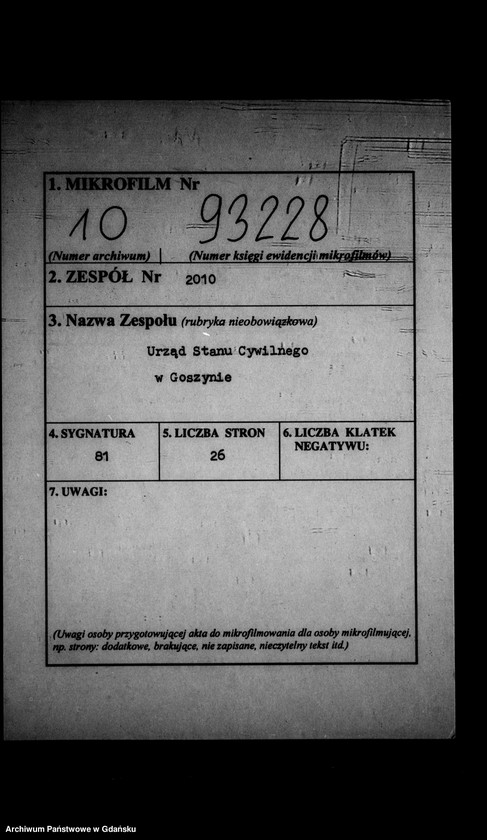 1. MIKROFILM Nr
10 93228
(Numer archiwum) (Numer księgi ewidencji mikrofilmów)
2. ZESPÓŁ Nr 2010
3. Nazwa Zespołu (rubryka nieobowiązkowa)
Urząd Stanu Cywilnego
w Goszynie
4. SYGNATURA 5. LICZBA STRON 6. LICZBA KLATEK
NEGATYWU:
81 26
7. UWAGI:
(Uwagi osoby przygotowującej akta do mikrofilmowania dla osoby mikrofilmującej,
np. strony: dodatkowe, brakujące, nie zapisane, nieczytelny tekst itd.)
Archiwum Państwowe w Gdańsku